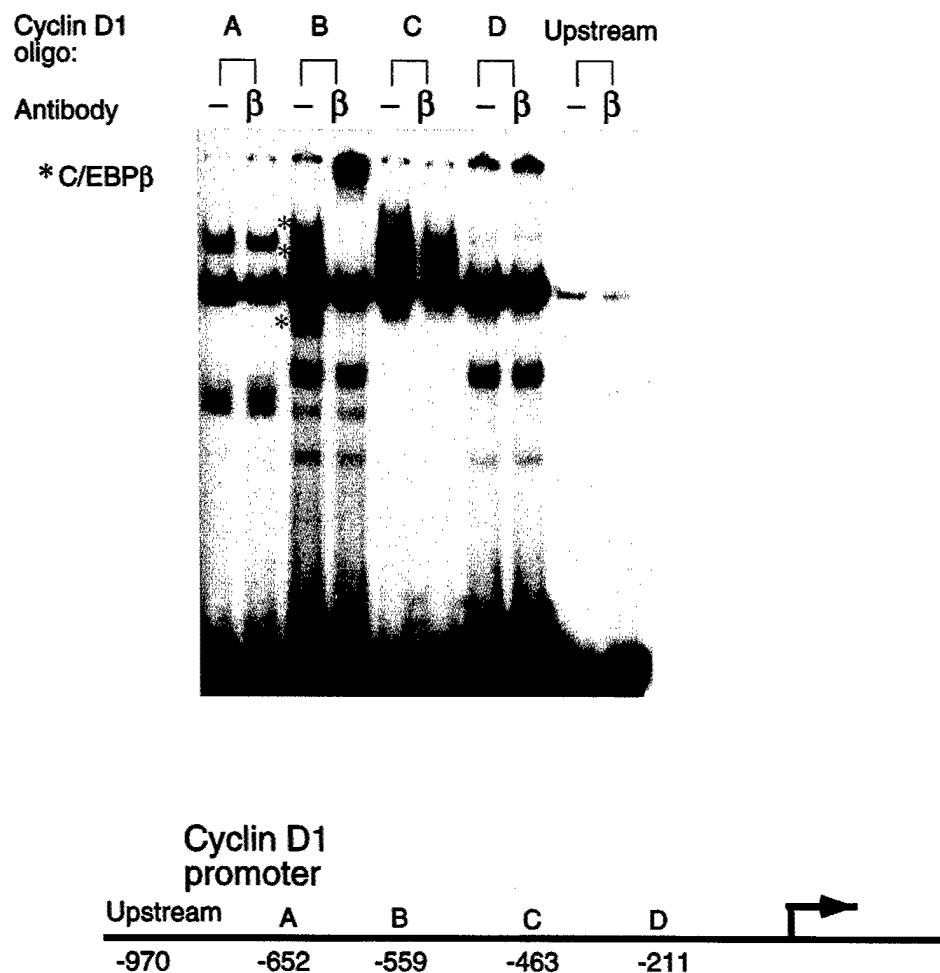 Cyclin D1 oligo: A B C D Upstream
Antibody – β – β – β – β – β
* C/EBPβ
*
*
*
Cyclin D1
promoter
Upstream A B C D
-970 -652 -559 -463 -211